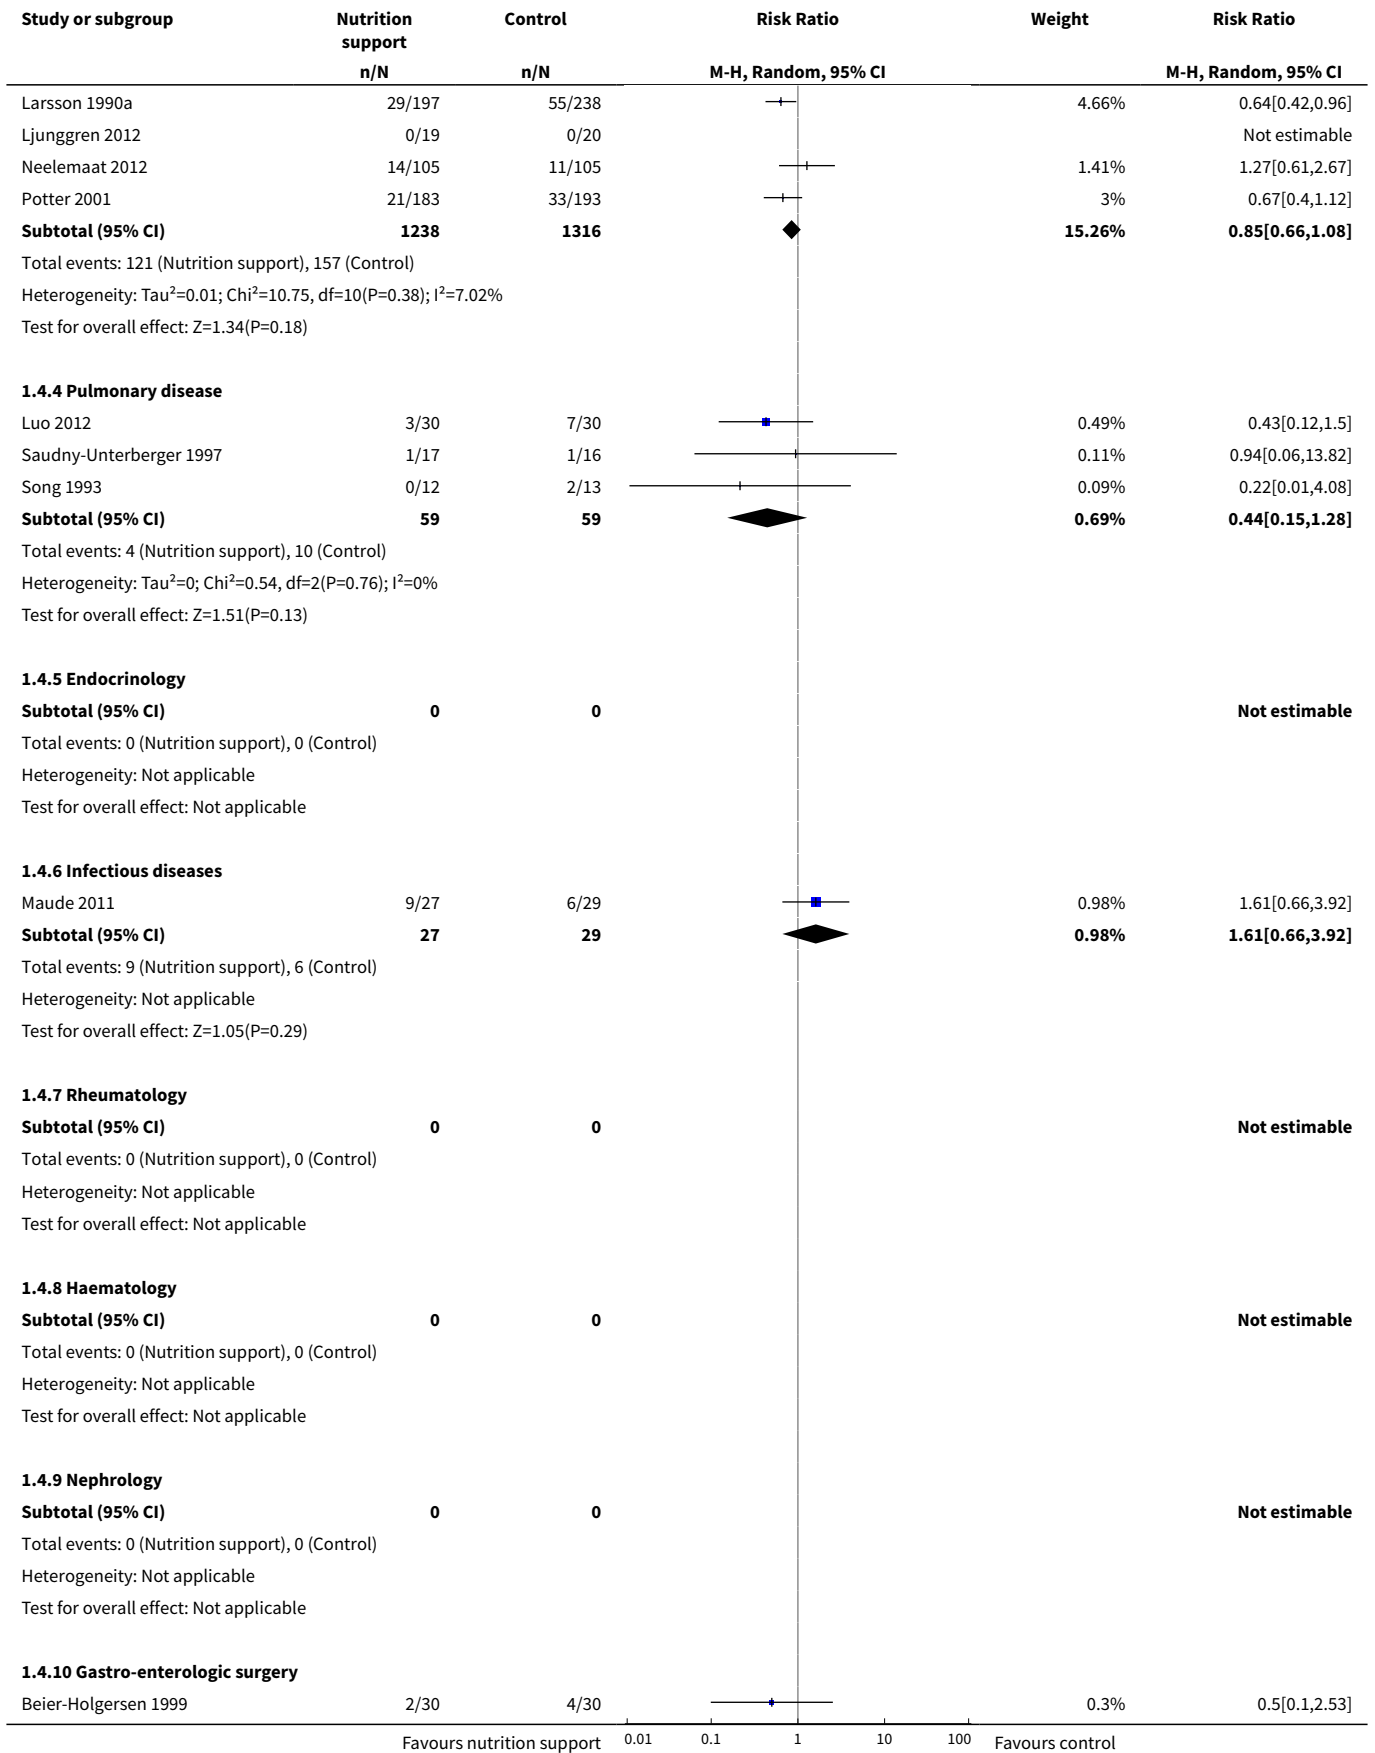 Study or subgroup Nutrition support Control Risk Ratio Weight Risk Ratio
n/N n/N M-H, Random, 95% CI M-H, Random, 95% CI
Larsson 1990a 29/197 55/238 4.66% 0.64[0.42,0.96]
Ljunggren 2012 0/19 0/20 Not estimable
Neelemaat 2012 14/105 11/105 1.41% 1.27[0.61,2.67]
Potter 2001 21/183 33/193 3% 0.67[0.4,1.12]
Subtotal (95% CI) 1238 1316 15.26% 0.85[0.66,1.08]
Total events: 121 (Nutrition support), 157 (Control)
Heterogeneity: Tau²=0.01; Chi²=10.75, df=10(P=0.38); I²=7.02%
Test for overall effect: Z=1.34(P=0.18)
1.4.4 Pulmonary disease
Luo 2012 3/30 7/30 0.49% 0.43[0.12,1.5]
Saudny-Unterberger 1997 1/17 1/16 0.11% 0.94[0.06,13.82]
Song 1993 0/12 2/13 0.09% 0.22[0.01,4.08]
Subtotal (95% CI) 59 59 0.69% 0.44[0.15,1.28]
Total events: 4 (Nutrition support), 10 (Control)
Heterogeneity: Tau²=0; Chi²=0.54, df=2(P=0.76); I²=0%
Test for overall effect: Z=1.51(P=0.13)
1.4.5 Endocrinology
Subtotal (95% CI) 0 0 Not estimable
Total events: 0 (Nutrition support), 0 (Control)
Heterogeneity: Not applicable
Test for overall effect: Not applicable
1.4.6 Infectious diseases
Maude 2011 9/27 6/29 0.98% 1.61[0.66,3.92]
Subtotal (95% CI) 27 29 0.98% 1.61[0.66,3.92]
Total events: 9 (Nutrition support), 6 (Control)
Heterogeneity: Not applicable
Test for overall effect: Z=1.05(P=0.29)
1.4.7 Rheumatology
Subtotal (95% CI) 0 0 Not estimable
Total events: 0 (Nutrition support), 0 (Control)
Heterogeneity: Not applicable
Test for overall effect: Not applicable
1.4.8 Haematology
Subtotal (95% CI) 0 0 Not estimable
Total events: 0 (Nutrition support), 0 (Control)
Heterogeneity: Not applicable
Test for overall effect: Not applicable
1.4.9 Nephrology
Subtotal (95% CI) 0 0 Not estimable
Total events: 0 (Nutrition support), 0 (Control)
Heterogeneity: Not applicable
Test for overall effect: Not applicable
1.4.10 Gastro-enterologic surgery
Beier-Holgersen 1999 2/30 4/30 0.3% 0.5[0.1,2.53]
Favours nutrition support 0.01 0.1 1 10 100 Favours control